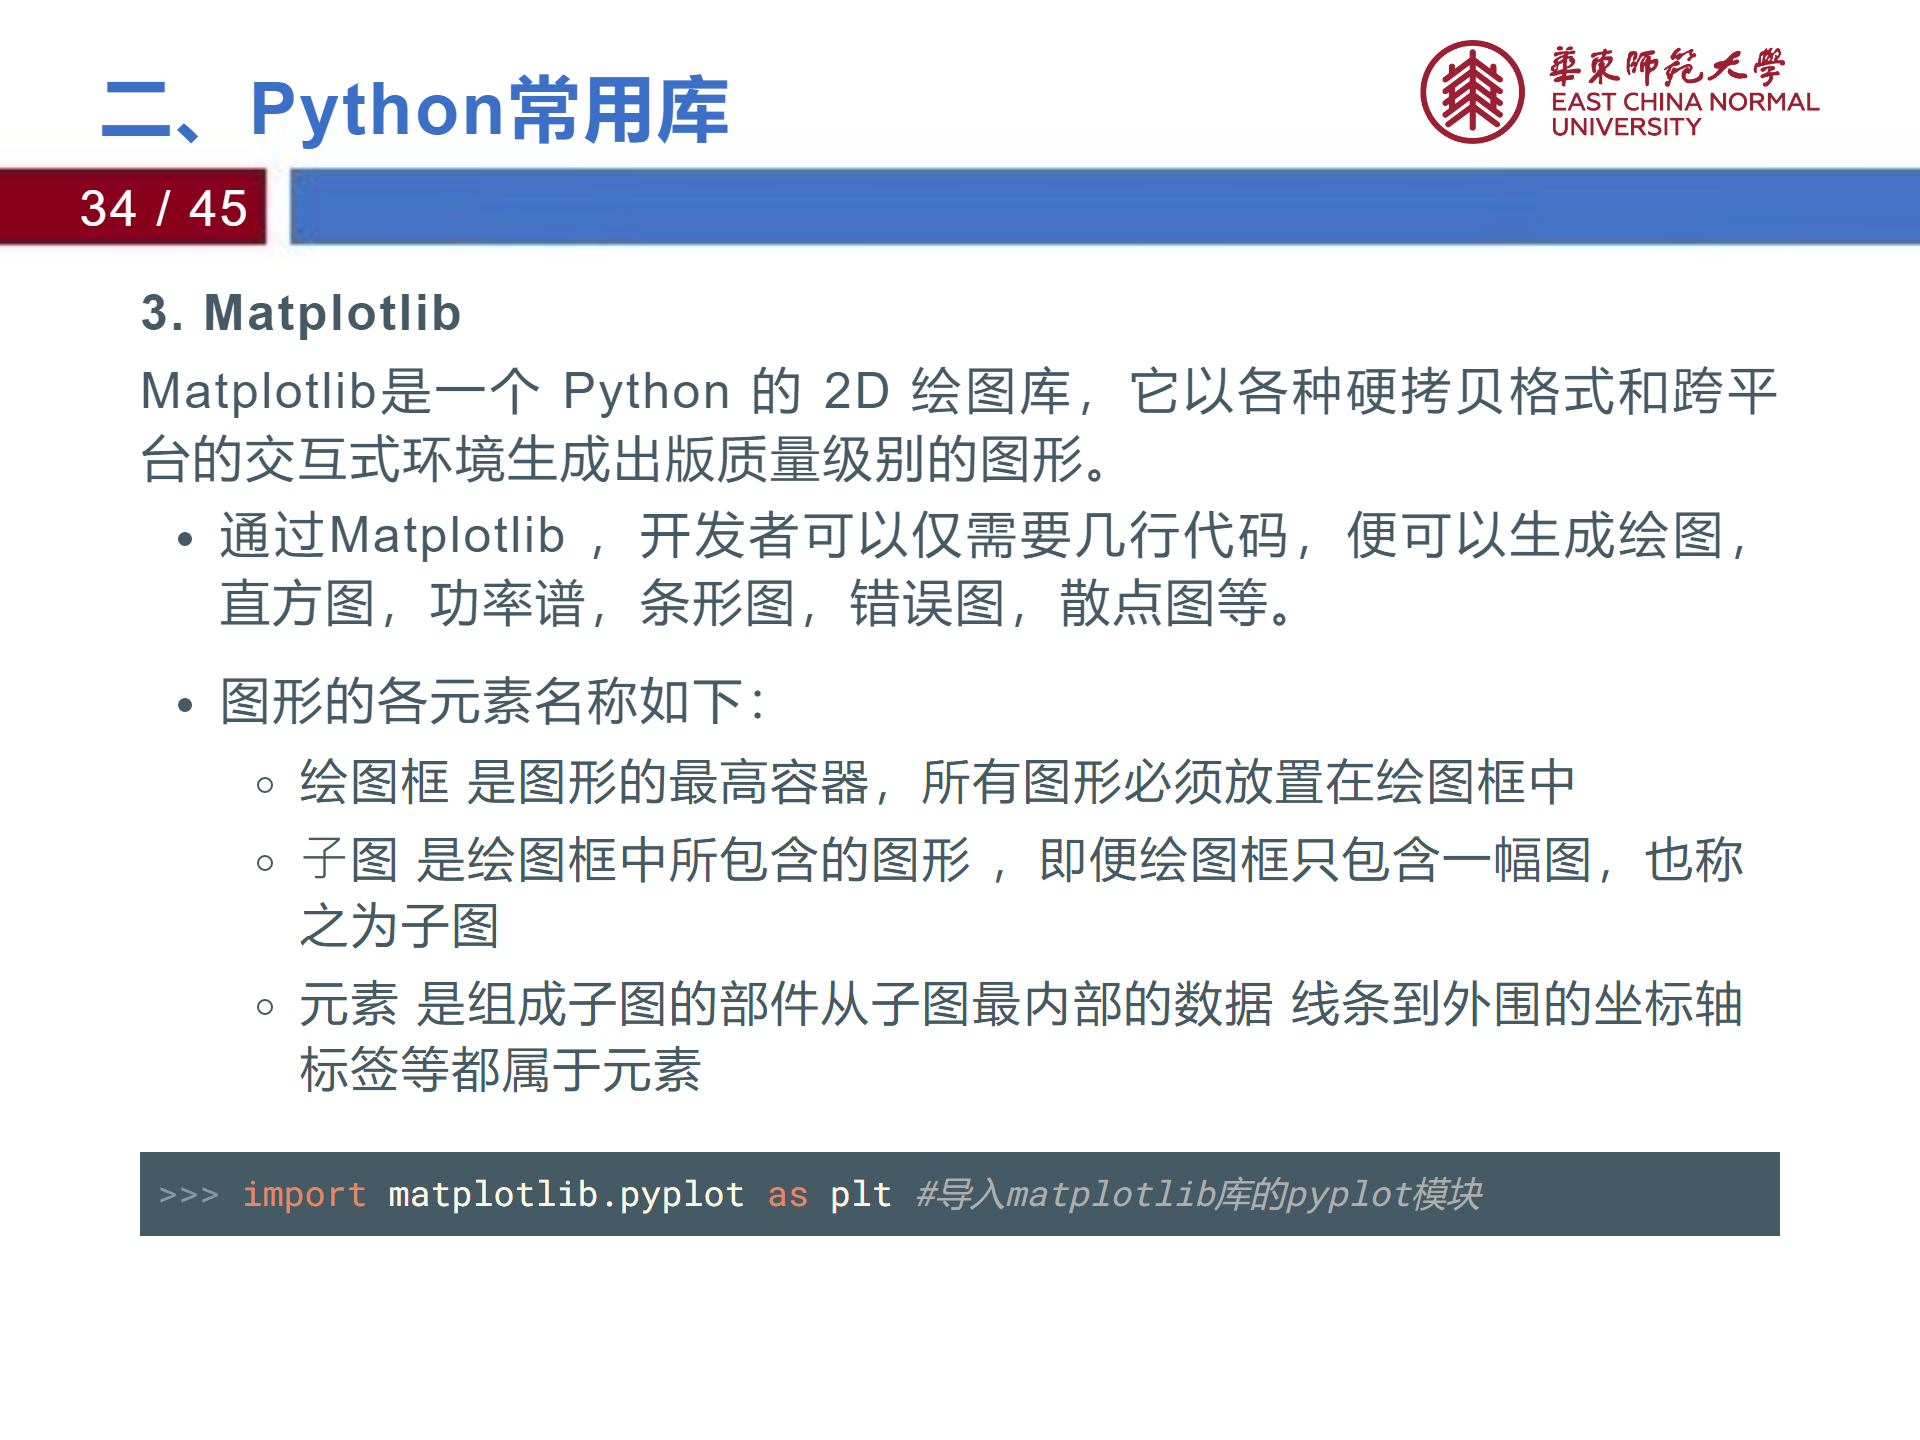 二、Python常用库
華東師範大學
EAST CHINA NORMAL
UNIVERSITY
34 / 45
3. Matplotlib
Matplotlib是一个 Python 的 2D 绘图库，它以各种硬拷贝格式和跨平
台的交互式环境生成出版质量级别的图形。
• 通过Matplotlib ，开发者可以仅需要几行代码，便可以生成绘图，
直方图，功率谱，条形图，错误图，散点图等。
• 图形的各元素名称如下：
○ 绘图框 是图形的最高容器，所有图形必须放置在绘图框中
○ 子图 是绘图框中所包含的图形 ，即便绘图框只包含一幅图，也称
之为子图
○ 元素 是组成子图的部件从子图最内部的数据 线条到外围的坐标轴
标签等都属于元素
>>> import matplotlib.pyplot as plt #导入matplotlib库的pyplot模块